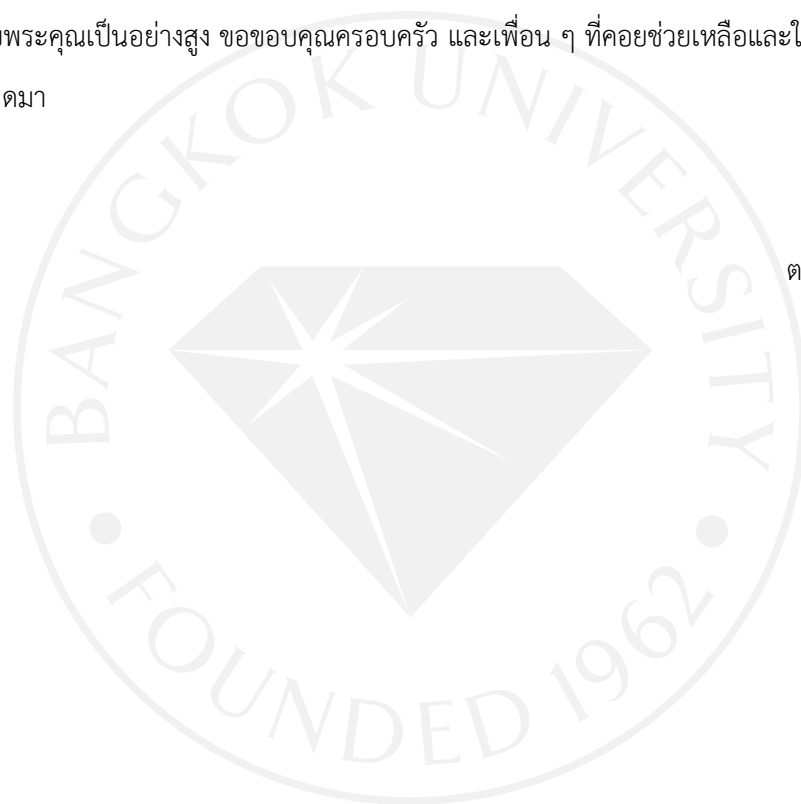 พระคุณเป็นอย่างสูง ขอขอบคุณครอบครัว และเพื่อน ๆ ที่คอยช่วยเหลือและใ
ดมา
ต
BANGKOK UNIVERSITY
• FOUNDED 1962 •